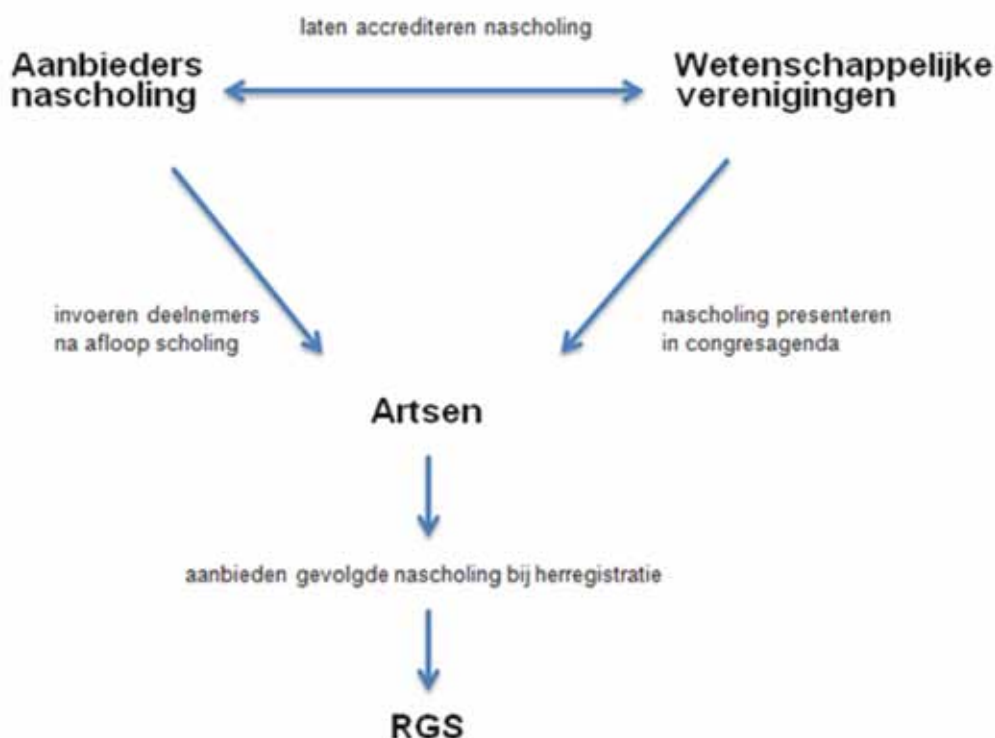 laten accrediteren nascholing
Aanbieders
nascholing
Wetenschappelijke
verenigingen
invoeren deelnemers
na afloop scholing
nascholing presenteren
in congresagenda
Artsen
aanbieden gevolgde nascholing bij herregistratie
RGS